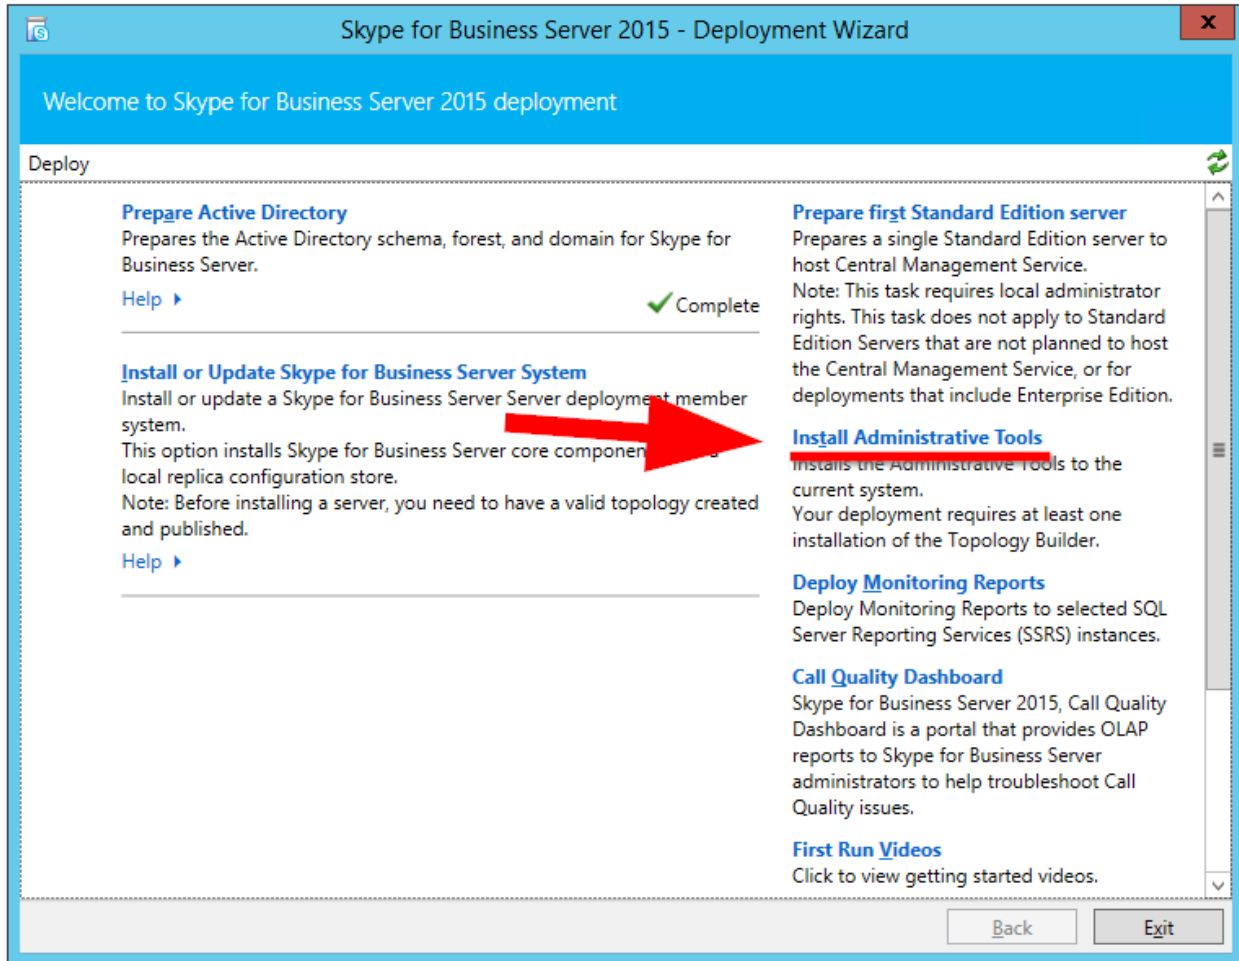 Skype for Business Server 2015 - Deployment Wizard
Welcome to Skype for Business Server 2015 deployment
Deploy
Prepare Active Directory
Prepares the Active Directory schema, forest, and domain for Skype for
Business Server.
Help
Complete
Install or Update Skype for Business Server System
Install or update a Skype for Business Server Server deployment member
system.
This option installs Skype for Business Server core
local replica configuration store.
Note: Before installing a server, you need to have a valid topology created
and published.
Help
Prepare first Standard Edition server
Prepares a single Standard Edition server to
host Central Management Service.
Note: This task requires local administrator
rights. This task does not apply to Standard
Edition Servers that are not planned to host
the Central Management Service, or for
deployments that include Enterprise Edition.
Install Administrative Tools
Installs the Administrative Tools to the
current system.
Your deployment requires at least one
installation of the Topology Builder.
Deploy Monitoring Reports
Deploy Monitoring Reports to selected SQL
Server Reporting Services (SSRS) instances.
Call Quality Dashboard
Skype for Business Server 2015, Call Quality
Dashboard is a portal that provides OLAP
reports to Skype for Business Server
administrators to help troubleshoot Call
Quality issues.
First Run Videos
Click to view getting started videos.
Back
Exit